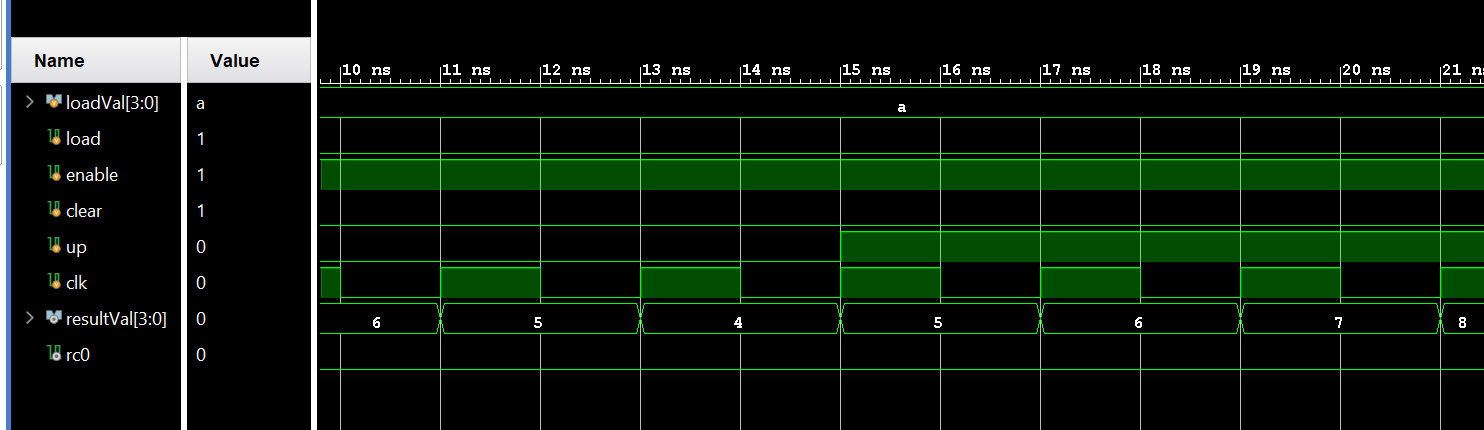 Name Value
10 ns 11 ns 12 ns 13 ns 14 ns 15 ns 16 ns 17 ns 18 ns 19 ns 20 ns 21 ns
loadVal[3:0] a a
load 1
enable 1
clear 1
up 0
clk 0
resultVal[3:0] 0 6 5 4 5 6 7 8
rc0 0